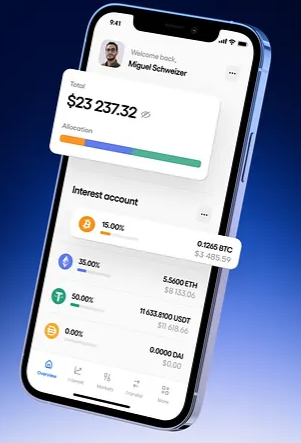 9:41
Welcome back,
Miguel Schweizer
Total
$23 237.32
Allocation
Interest account
15.00%
0.1265 BTC
$3 485.59
35.00%
5.5600 ETH
$8 133.06
50.00%
11 633.8100 USDT
$11 618.66
0.00%
0.0000 DAI
$0.00
Overview
Interest
Markets
Transfer
More